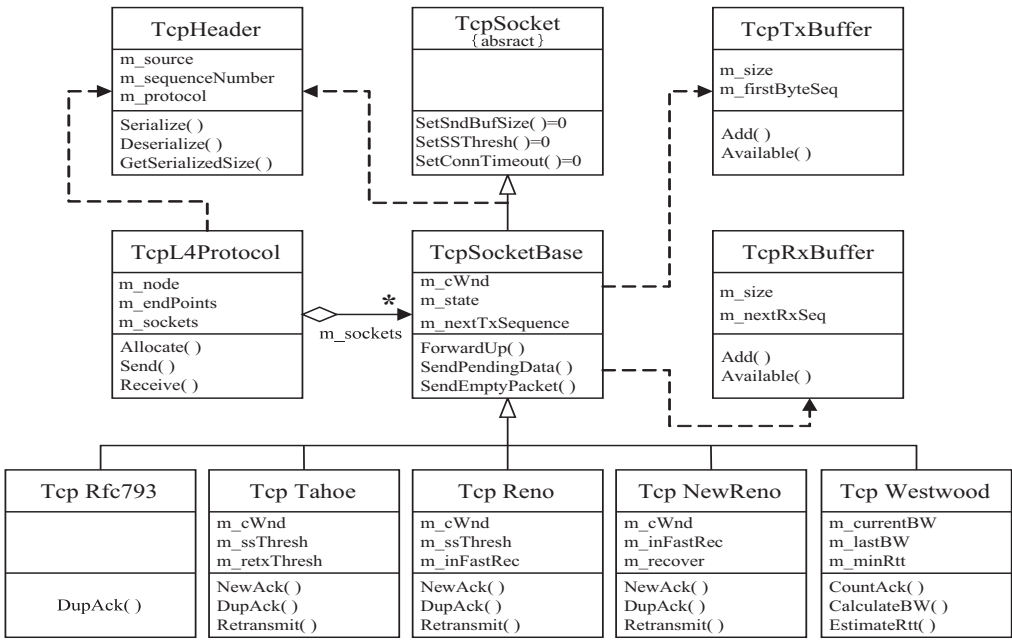 TcpHeader
m_source
m_sequenceNumber
m_protocol
Serialize( )
Deserialize( )
GetSerializedSize( )
TcpSocket
{absract}
SetSndBufSize( )=0
SetSSThresh( )=0
SetConnTimeout( )=0
TcpTxBuffer
m_size
m_firstByteSeq
Add( )
Available( )
TcpL4Protocol
m_node
m_endPoints
m_sockets
Allocate( )
Send( )
Receive( )
*
m_sockets
TcpSocketBase
m_cWnd
m_state
m_nextTxSequence
ForwardUp( )
SendPendingData( )
SendEmptyPacket( )
TcpRxBuffer
m_size
m_nextRxSeq
Add( )
Available( )
Tcp Rfc793
DupAck( )
Tcp Tahoe
m_cWnd
m_ssThresh
m_retxThresh
NewAck( )
DupAck( )
Retransmit( )
Tcp Reno
m_cWnd
m_ssThresh
m_inFastRec
NewAck( )
DupAck( )
Retransmit( )
Tcp NewReno
m_cWnd
m_inFastRec
m_recover
NewAck( )
DupAck( )
Retransmit( )
Tcp Westwood
m_currentBW
m_lastBW
m_minRtt
CountAck( )
CalculateBW( )
EstimateRtt( )